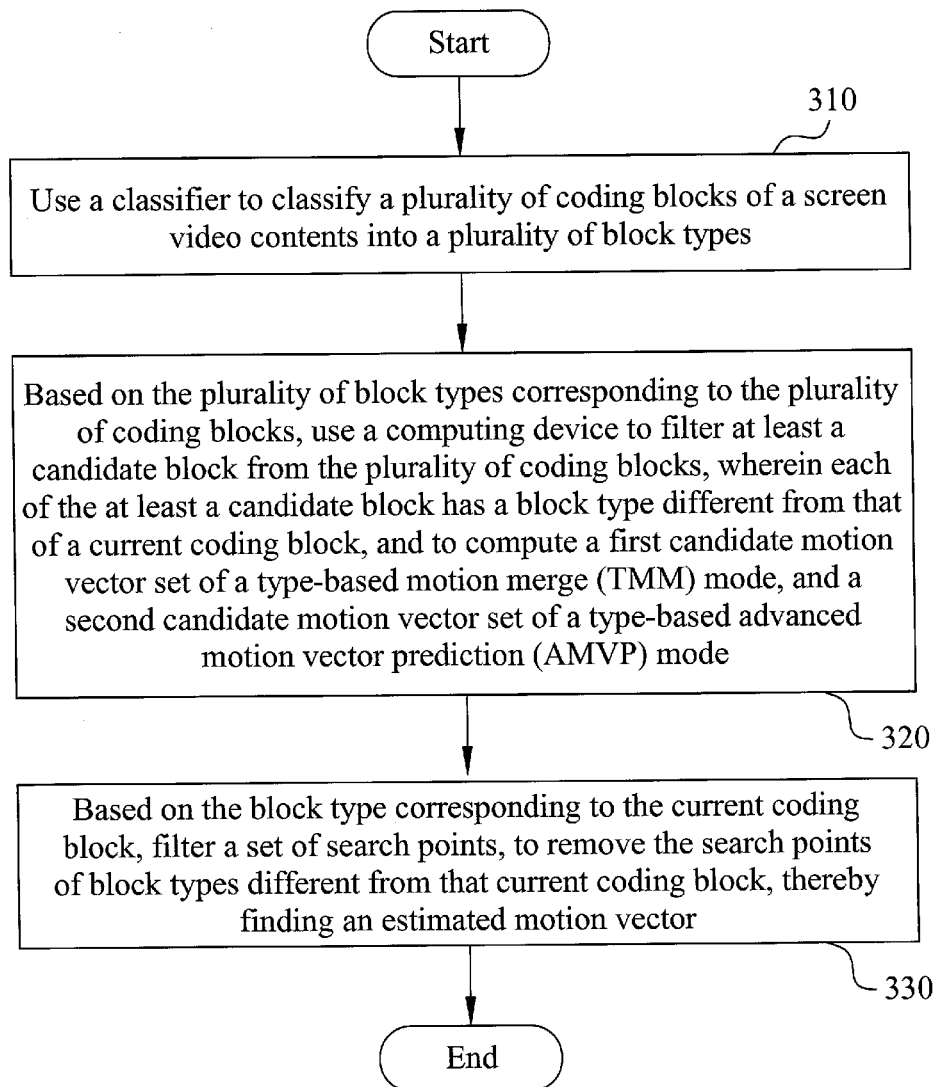 Start
310
Use a classifier to classify a plurality of coding blocks of a screen
video contents into a plurality of block types
Based on the plurality of block types corresponding to the plurality
of coding blocks, use a computing device to filter at least a
candidate block from the plurality of coding blocks, wherein each
of the at least a candidate block has a block type different from that
of a current coding block, and to compute a first candidate motion
vector set of a type-based motion merge (TMM) mode, and a
second candidate motion vector set of a type-based advanced
motion vector prediction (AMVP) mode
320
Based on the block type corresponding to the current coding
block, filter a set of search points, to remove the search points
of block types different from that current coding block, thereby
finding an estimated motion vector
330
End